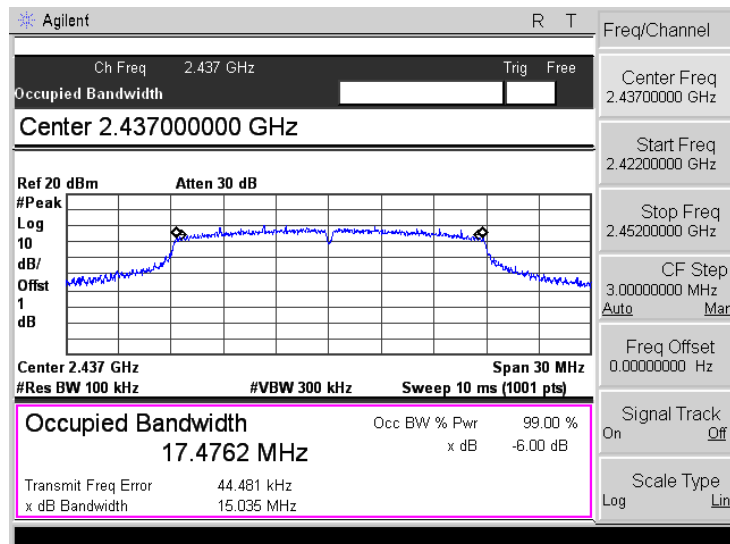 Agilent R T
Ch Freq 2.437 GHz Trig Free
Occupied Bandwidth
Center 2.437000000 GHz
Ref 20 dBm Atten 30 dB
#Peak
Log
10
dB/
Offst
1
dB
Center 2.437 GHz Span 30 MHz
#Res BW 100 kHz #VBW 300 kHz Sweep 10 ms (1001 pts)
Occupied Bandwidth
17.4762 MHz
Occ BW % Pwr 99.00 %
x dB -6.00 dB
Transmit Freq Error 44.481 kHz
x dB Bandwidth 15.035 MHz
Freq/Channel
Center Freq
2.43700000 GHz
Start Freq
2.42200000 GHz
Stop Freq
2.45200000 GHz
CF Step
3.00000000 MHz
Auto Mar
Freq Offset
0.00000000 Hz
Signal Track
On Off
Scale Type
Log Lin